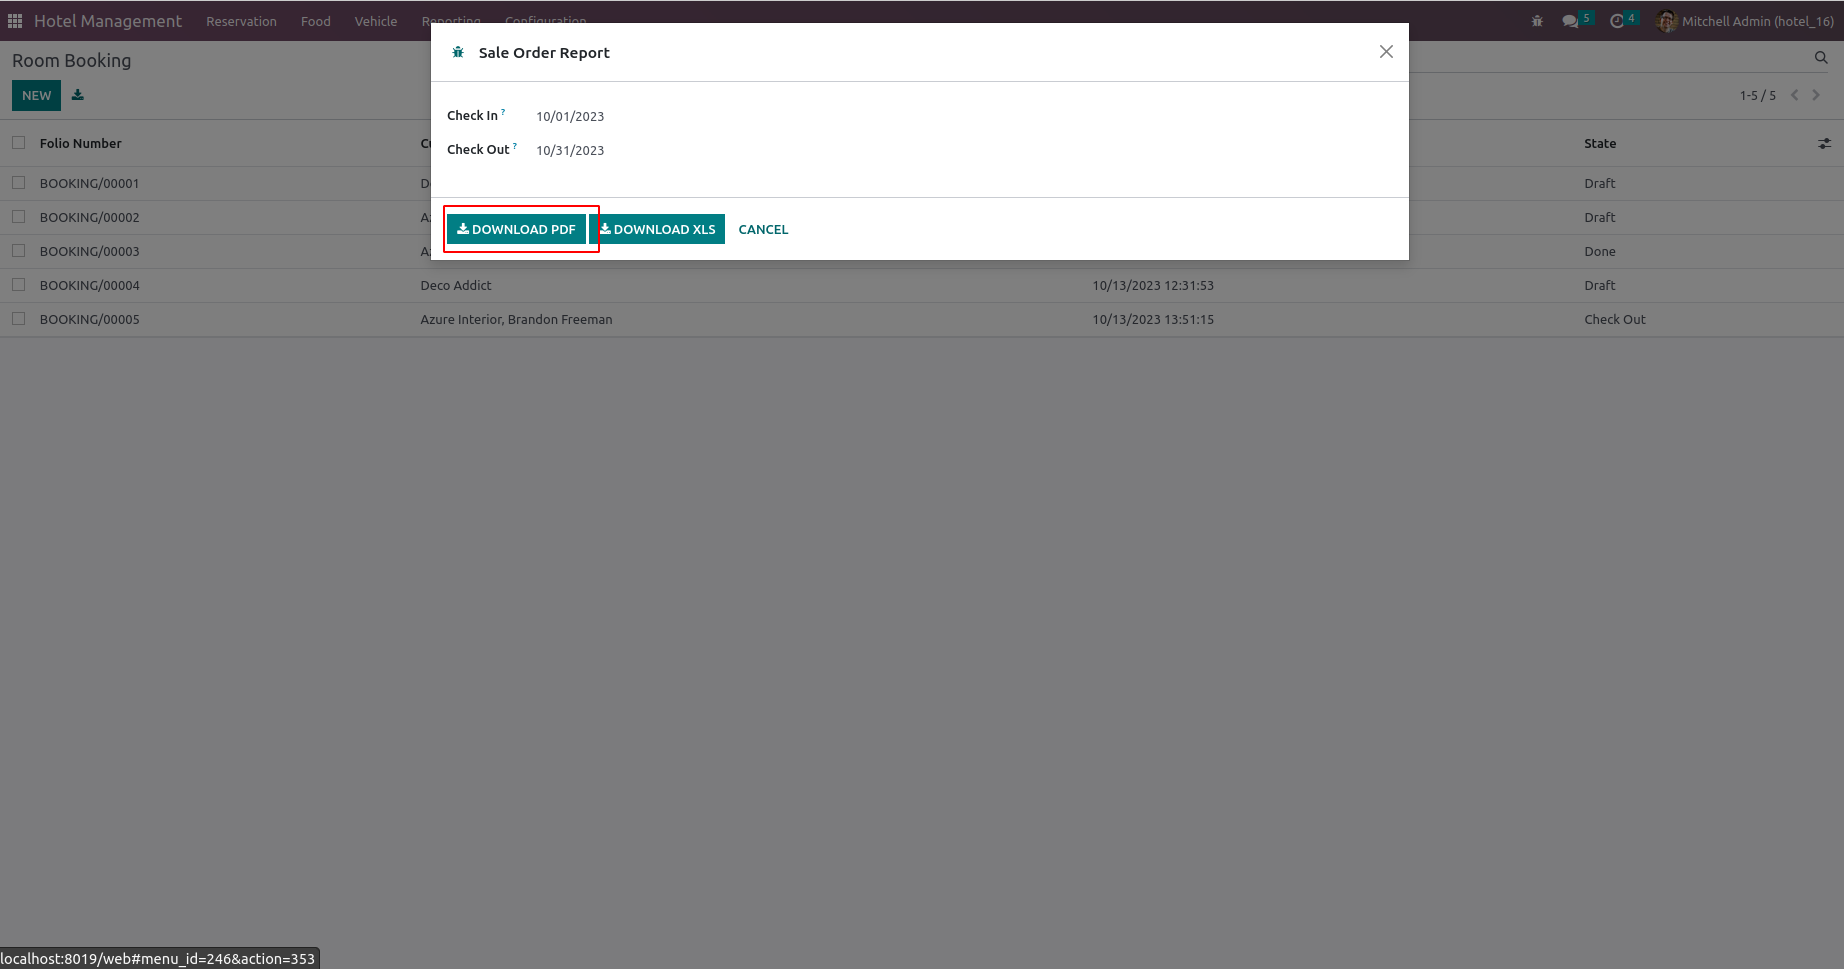 Hotel Management Reservation Food Vehicle Reporting Configuration 5 4 Mitchell Admin (hotel_16)
Sale Order Report
Room Booking
NEW
1-5 / 5
Check In ?
10/01/2023
Check Out ?
10/31/2023
Folio Number
State
BOOKING/00001
Draft
BOOKING/00002
Draft
DOWNLOAD PDF DOWNLOAD XLS CANCEL
BOOKING/00003
Done
BOOKING/00004 Deco Addict 10/13/2023 12:31:53 Draft
BOOKING/00005 Azure Interior, Brandon Freeman 10/13/2023 13:51:15 Check Out
localhost:8019/web#menu_id=246&action=353